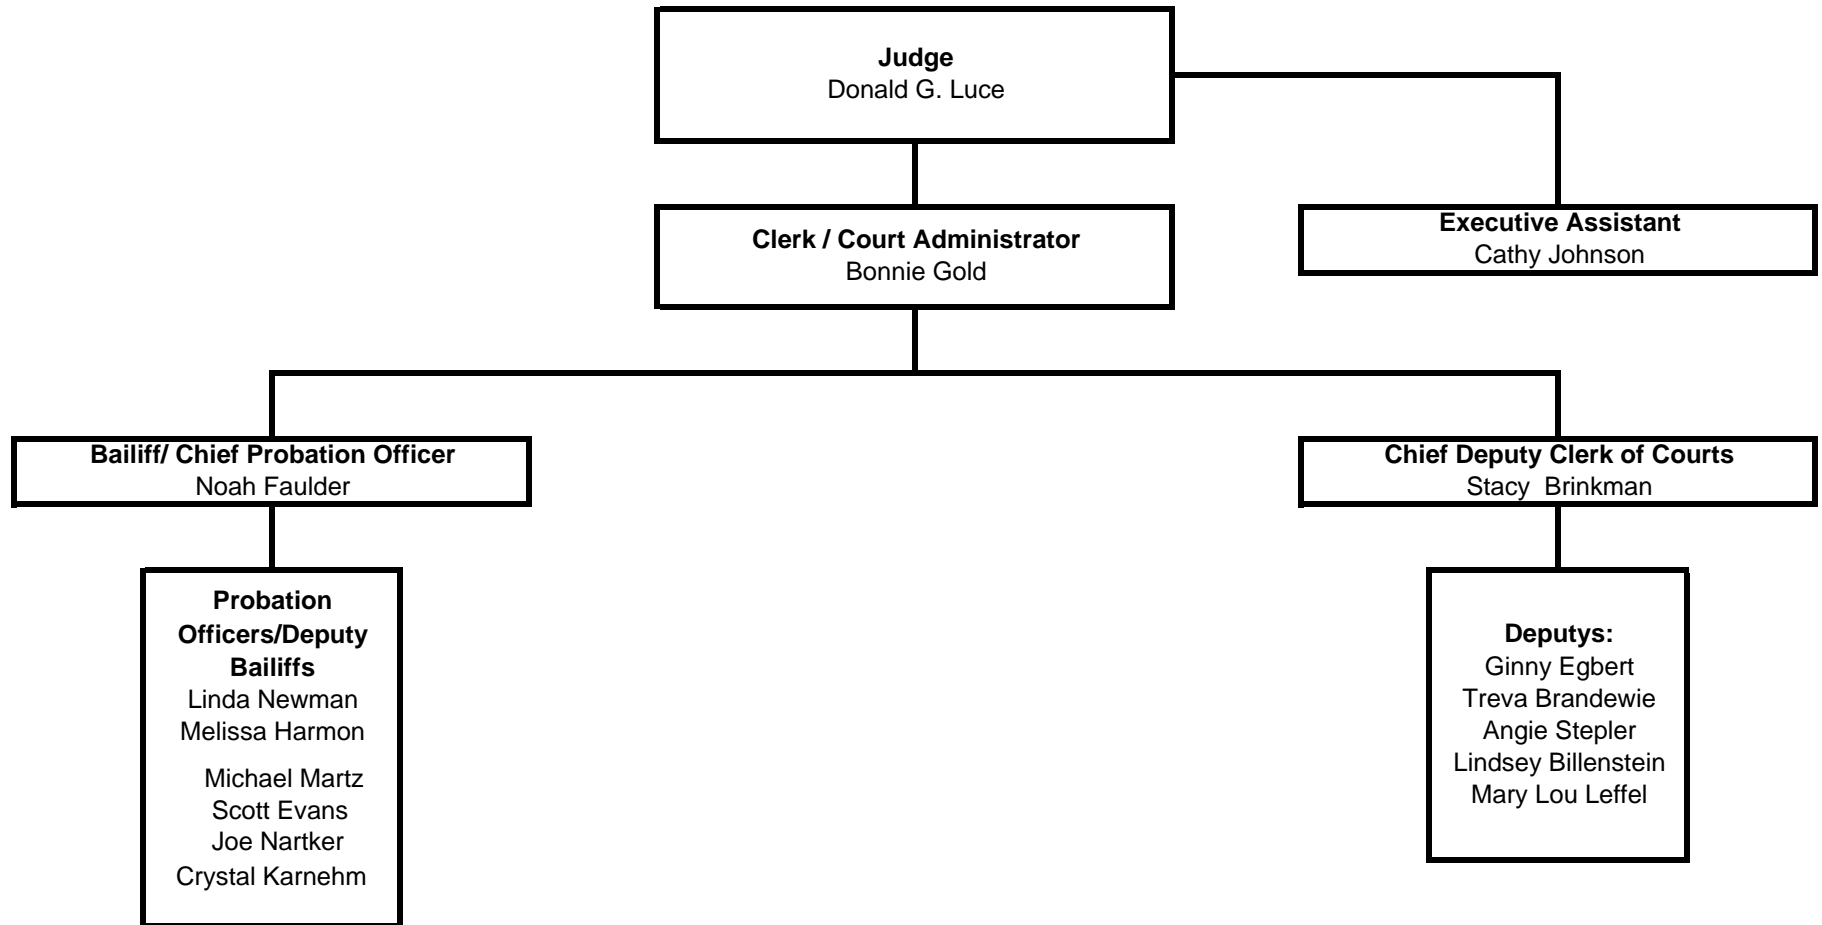 Judge
Donald G. Luce
Clerk / Court Administrator
Bonnie Gold
Executive Assistant
Cathy Johnson
Bailiff/ Chief Probation Officer
Noah Faulder
Chief Deputy Clerk of Courts
Stacy  Brinkman
Probation
Officers/Deputy
Bailiffs
Linda Newman
Melissa Harmon
Michael Martz
Scott Evans
Joe Nartker
Crystal Karnehm
Deputys:
Ginny Egbert
Treva Brandewie
Angie Stepler
Lindsey Billenstein
Mary Lou Leffel